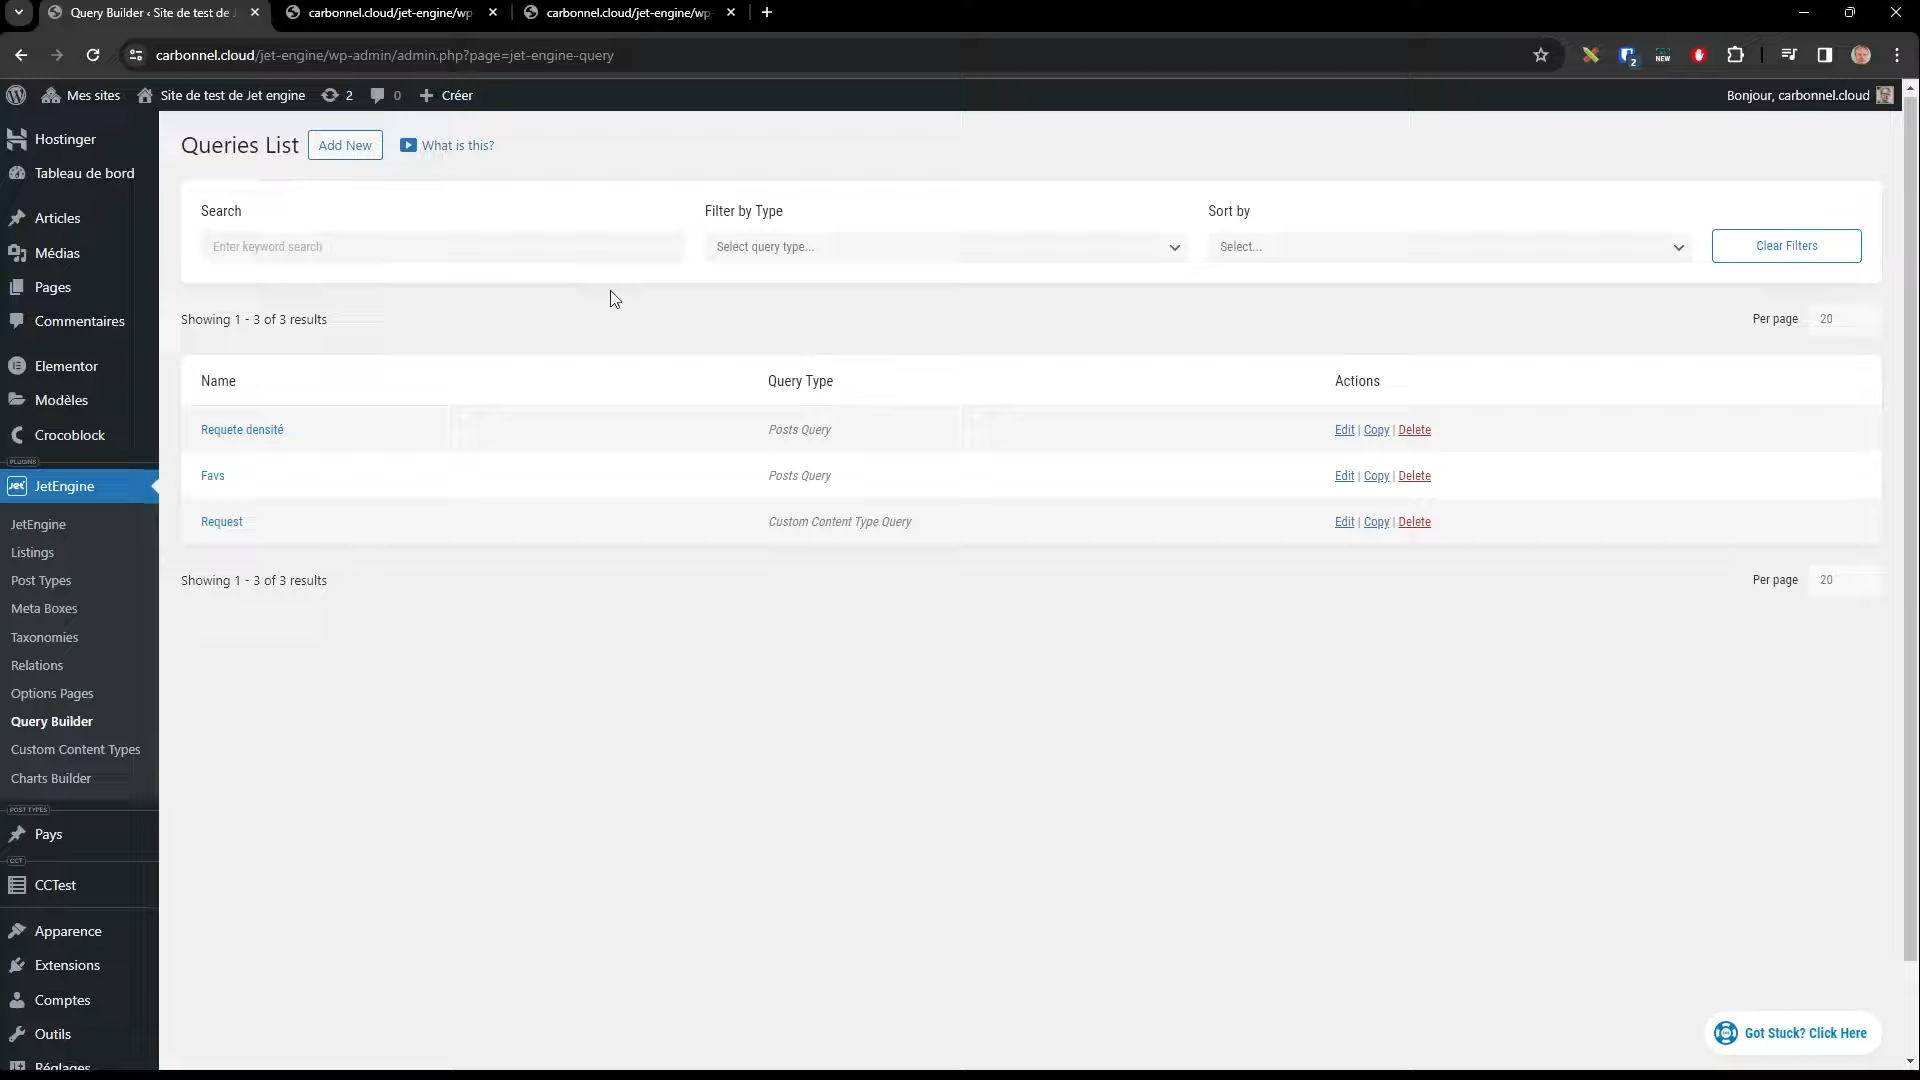 Query Builder ‹ Site de test de J
carbonnel.cloud/jet-engine/wp
carbonnel.cloud/jet-engine/wp
carbonnel.cloud/jet-engine/wp-admin/admin.php?page=jet-engine-query
2
NEW
Mes sites
Site de test de Jet engine
2
0
Créer
Bonjour, carbonnel.cloud
Hostinger
Tableau de bord
Articles
Médias
Pages
Commentaires
Elementor
Modèles
Crocoblock
PLUGINS
Jet
JetEngine
JetEngine
Listings
Post Types
Meta Boxes
Taxonomies
Relations
Options Pages
Query Builder
Custom Content Types
Charts Builder
POST TYPES
Pays
CCT
CCTest
Apparence
Extensions
Comptes
Outils
Réglages
Queries List
Add New
What is this?
Search
Filter by Type
Sort by
Enter keyword search
Select query type...
Select...
Clear Filters
Showing 1 - 3 of 3 results
Per page
20
Name
Query Type
Actions
Requete densité
Posts Query
Edit | Copy | Delete
Favs
Posts Query
Edit | Copy | Delete
Request
Custom Content Type Query
Edit | Copy | Delete
Showing 1 - 3 of 3 results
Per page
20
Got Stuck? Click Here